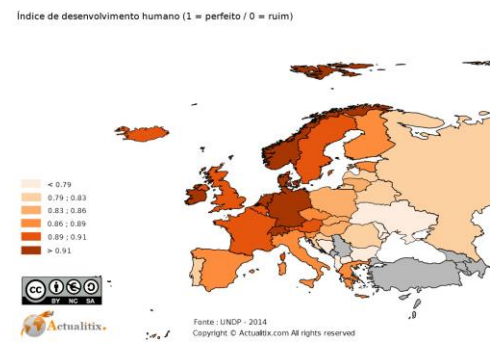 Índice de desenvolvimento humano (1 = perfeito / 0 = ruim)
< 0.79
0.79 ; 0.83
0.83 ; 0.86
0.86 ; 0.89
0.89 ; 0.91
> 0.91
cc
BY NC SA
Actualitix.
Fonte : UNDP - 2014
Copyright © Actualitix.com All rights reserved